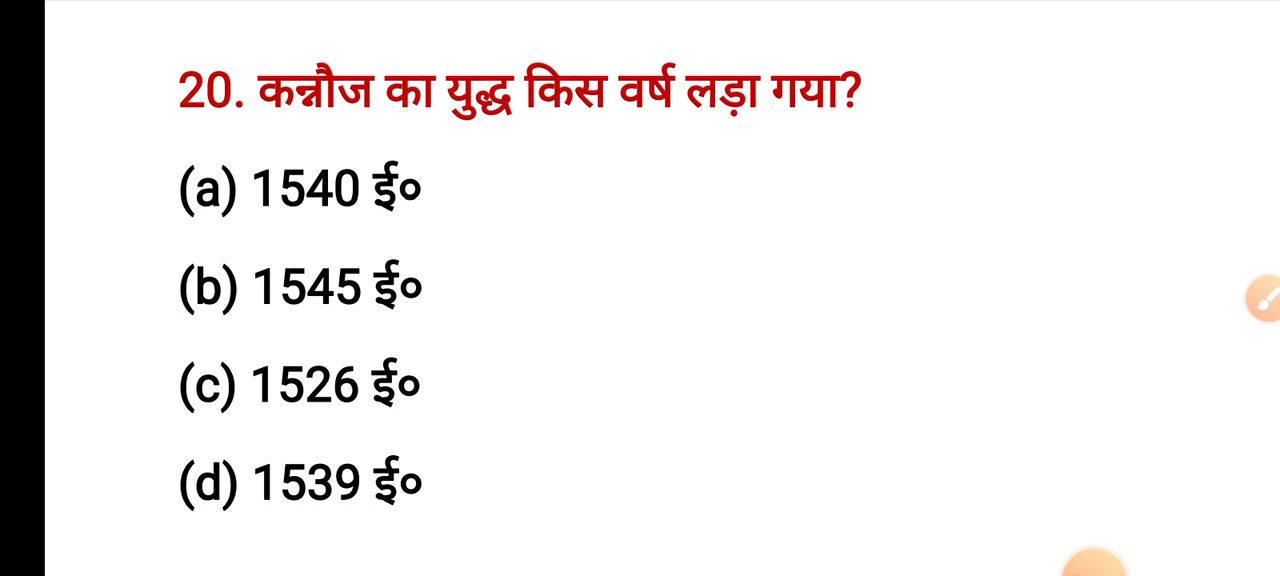 20. कन्नौज का युद्ध किस वर्ष लड़ा गया?
(a) 1540 ई०
(b) 1545 ई०
(c) 1526 ई०
(d) 1539 ई०